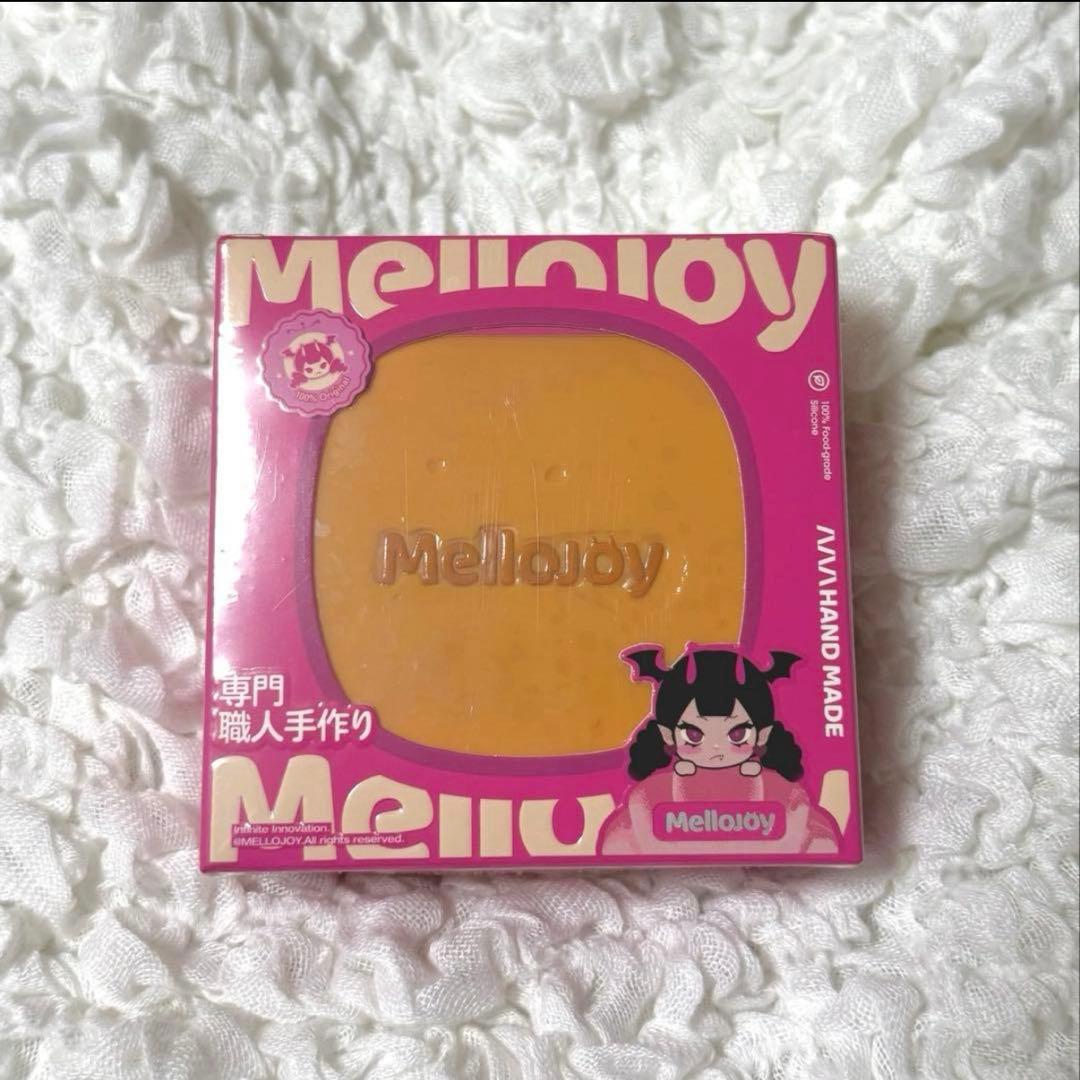 Mellojoy
100% Original
100% Food-grade
Silicone
HAND MADE
Mellojoy
専門
職人手作り
Mello
Infinite Innovation.
@MELLOJOY.All rights reserved.
Mellojoy